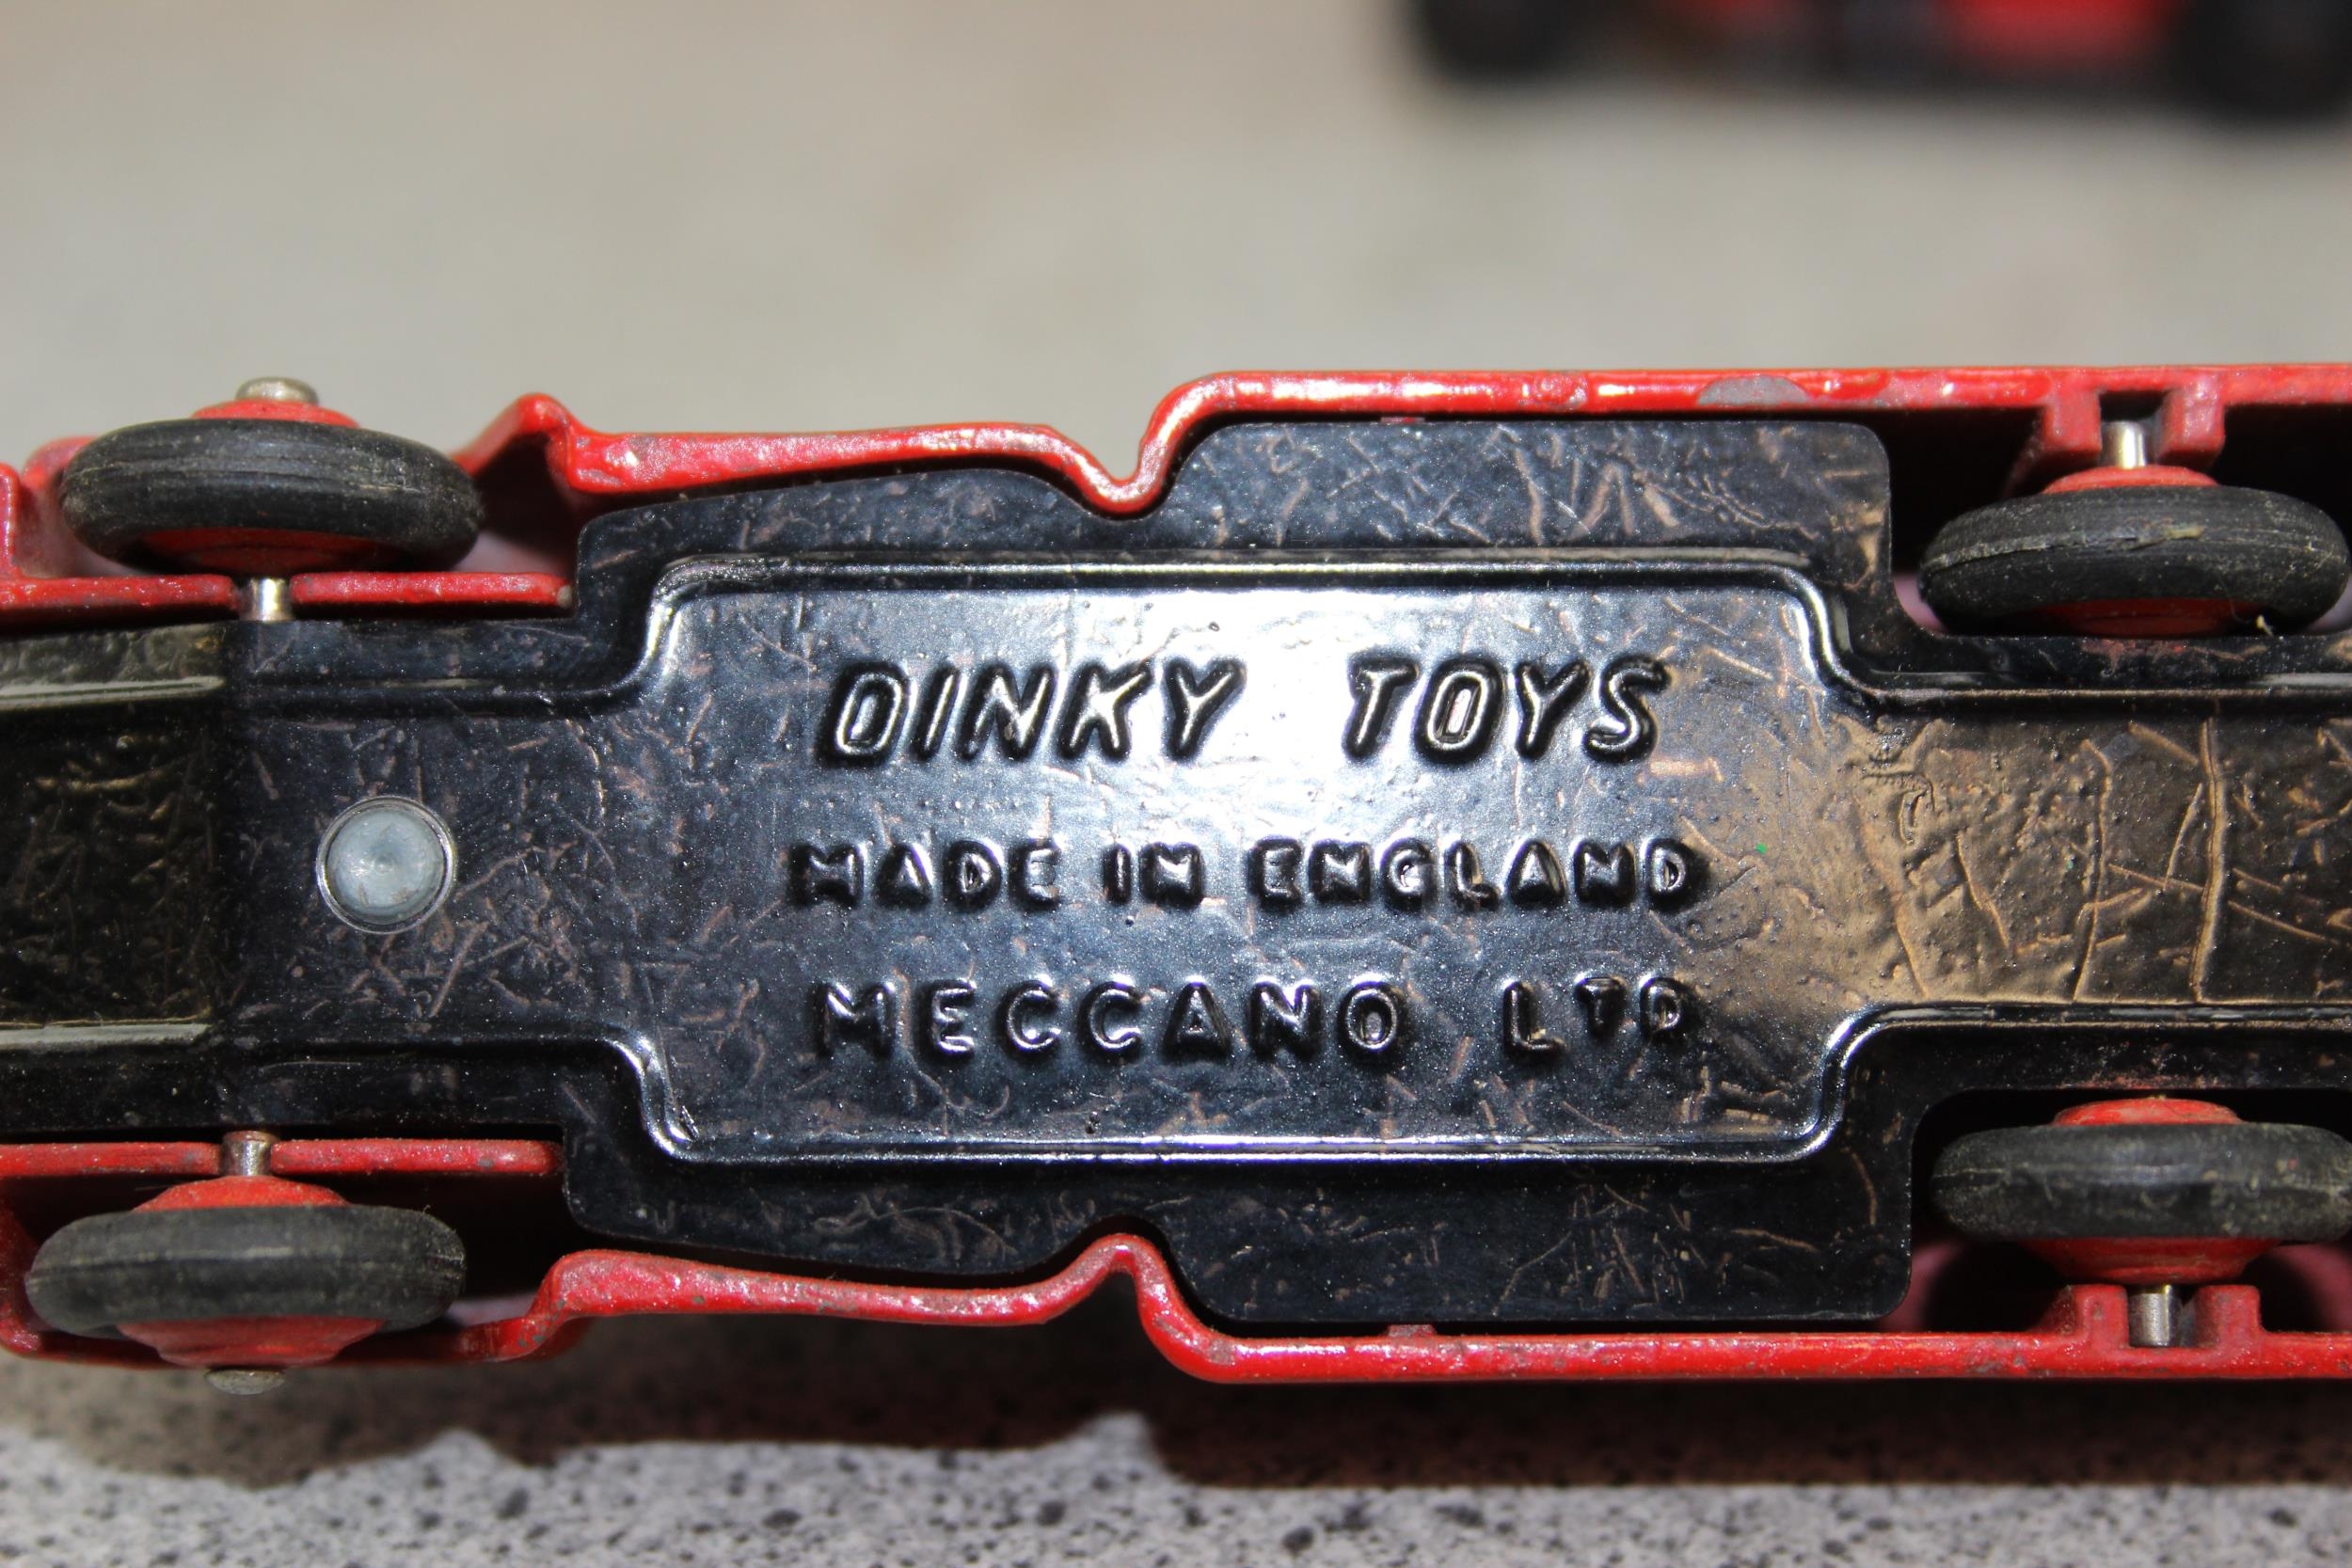 DINKY TOYS
MADE IN ENGLAND
MECCANO LTD